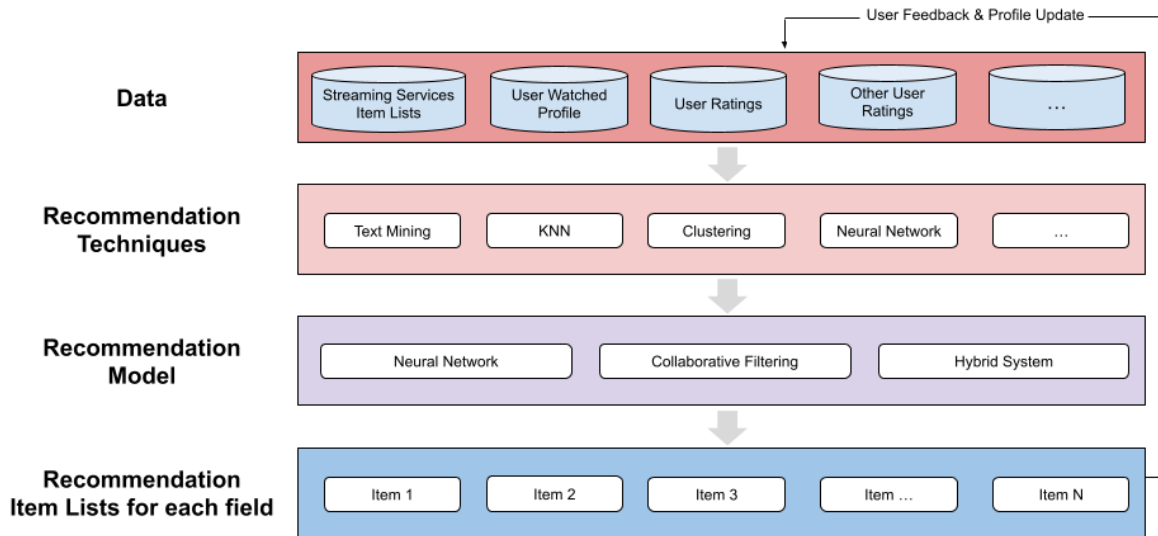 User Feedback & Profile Update
Data
Streaming Services
Item Lists
User Watched
Profile
User Ratings
Other User
Ratings
...
Recommendation
Techniques
Text Mining
KNN
Clustering
Neural Network
...
Recommendation
Model
Neural Network
Collaborative Filtering
Hybrid System
Recommendation
Item Lists for each field
Item 1
Item 2
Item 3
Item ...
Item N